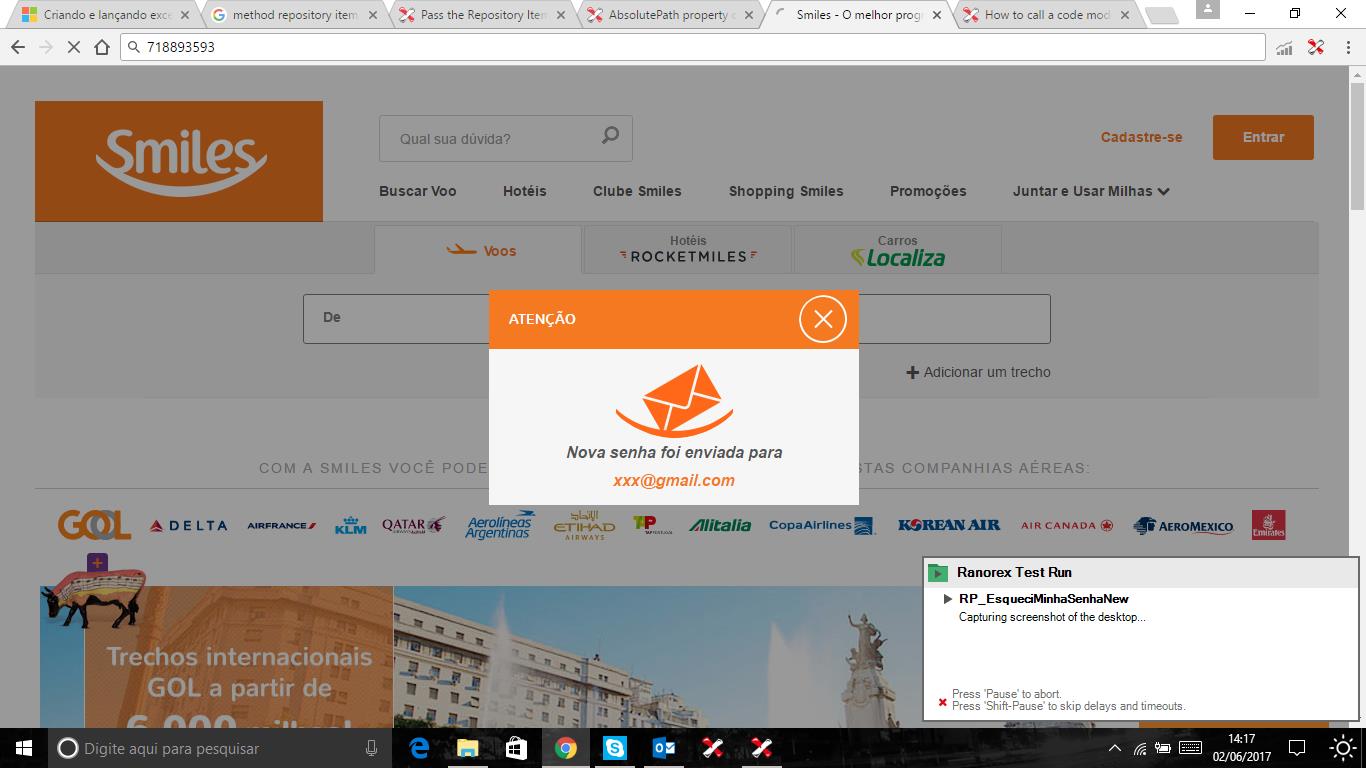 Criando e lançando exce
method repository item
Pass the Repository Iten
AbsolutePath property o
Smiles - O melhor progr
How to call a code mod
718893593
Smiles
Qual sua dúvida?
Cadastre-se
Entrar
Buscar Voo Hotéis Clube Smiles Shopping Smiles Promoções Juntar e Usar Milhas
Voos
Hotéis
ROCKETMILES
Carros
Localiza
De
Adicionar um trecho
ATENÇÃO
Nova senha foi enviada para
xxx@gmail.com
COM A SMILES VOCÊ PODE
STAS COMPANHIAS AÉREAS:
GOL
DELTA
AIRFRANCE
KLM
QATAR
AIRWAYS
Aerolíneas
Argentinas
ETIHAD
AIRWAYS
TAP
Alitalia
CopaAirlines
KOREAN AIR
AIR CANADA
AEROMEXICO
Emirates
Trechos internacionais
GOL a partir de
6.000
Ranorex Test Run
RP_EsqueciMinhaSenhaNew
Capturing screenshot of the desktop...
Press 'Pause' to abort.
Press 'Shift-Pause' to skip delays and timeouts.
Digite aqui para pesquisar
14:17
02/06/2017